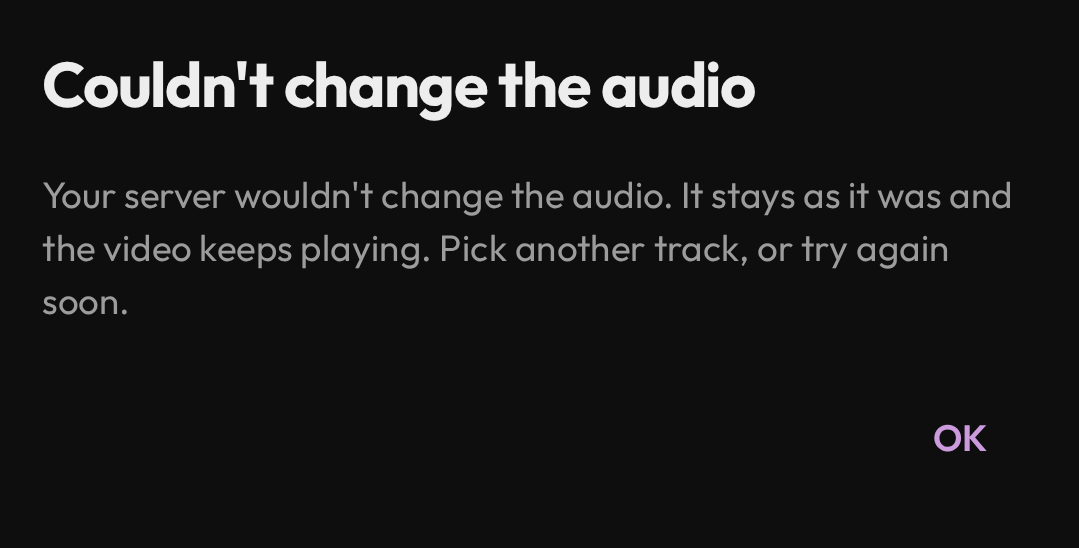 Couldn't change the audio
Your server wouldn't change the audio. It stays as it was and
the video keeps playing. Pick another track, or try again
soon.
OK